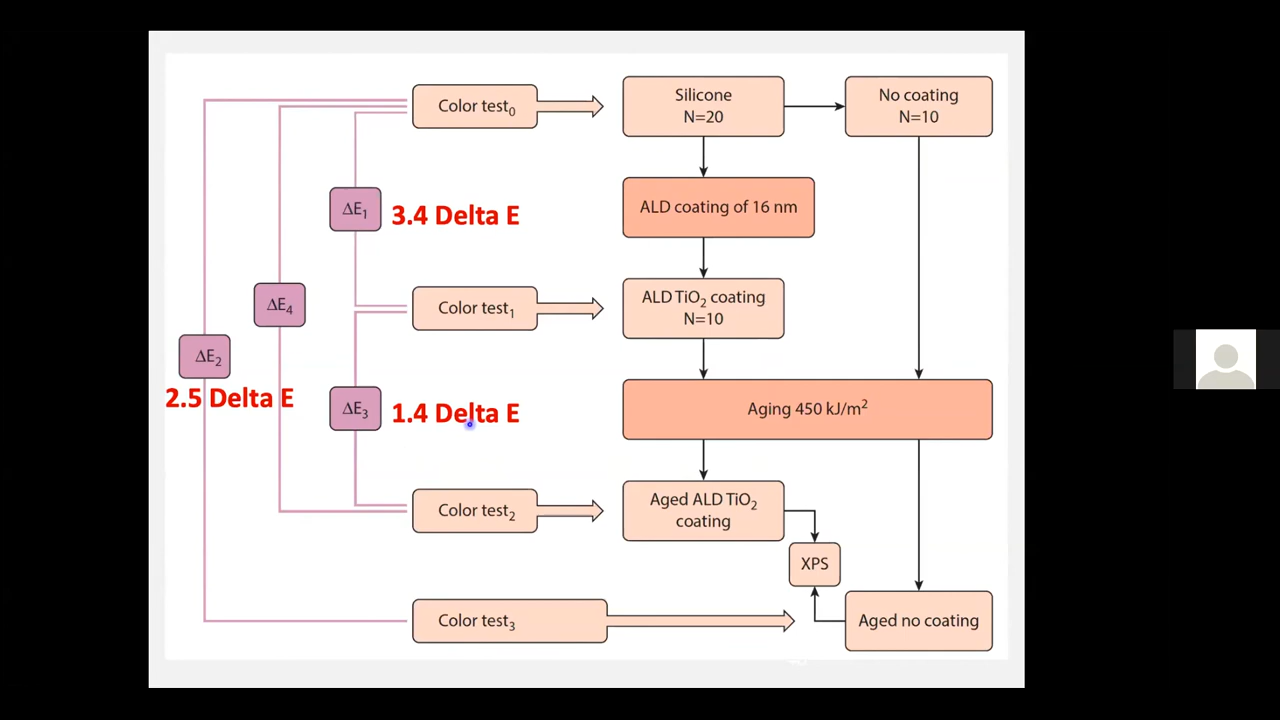 Color test₀
Silicone
N=20
No coating
N=10
ΔE₁
3.4 Delta E
ALD coating of 16 nm
ΔE₄
Color test₁
ALD TiO₂ coating
N=10
ΔE₂
2.5 Delta E
ΔE₃
1.4 Delta E
Aging 450 kJ/m²
Color test₂
Aged ALD TiO₂
coating
XPS
Color test₃
Aged no coating